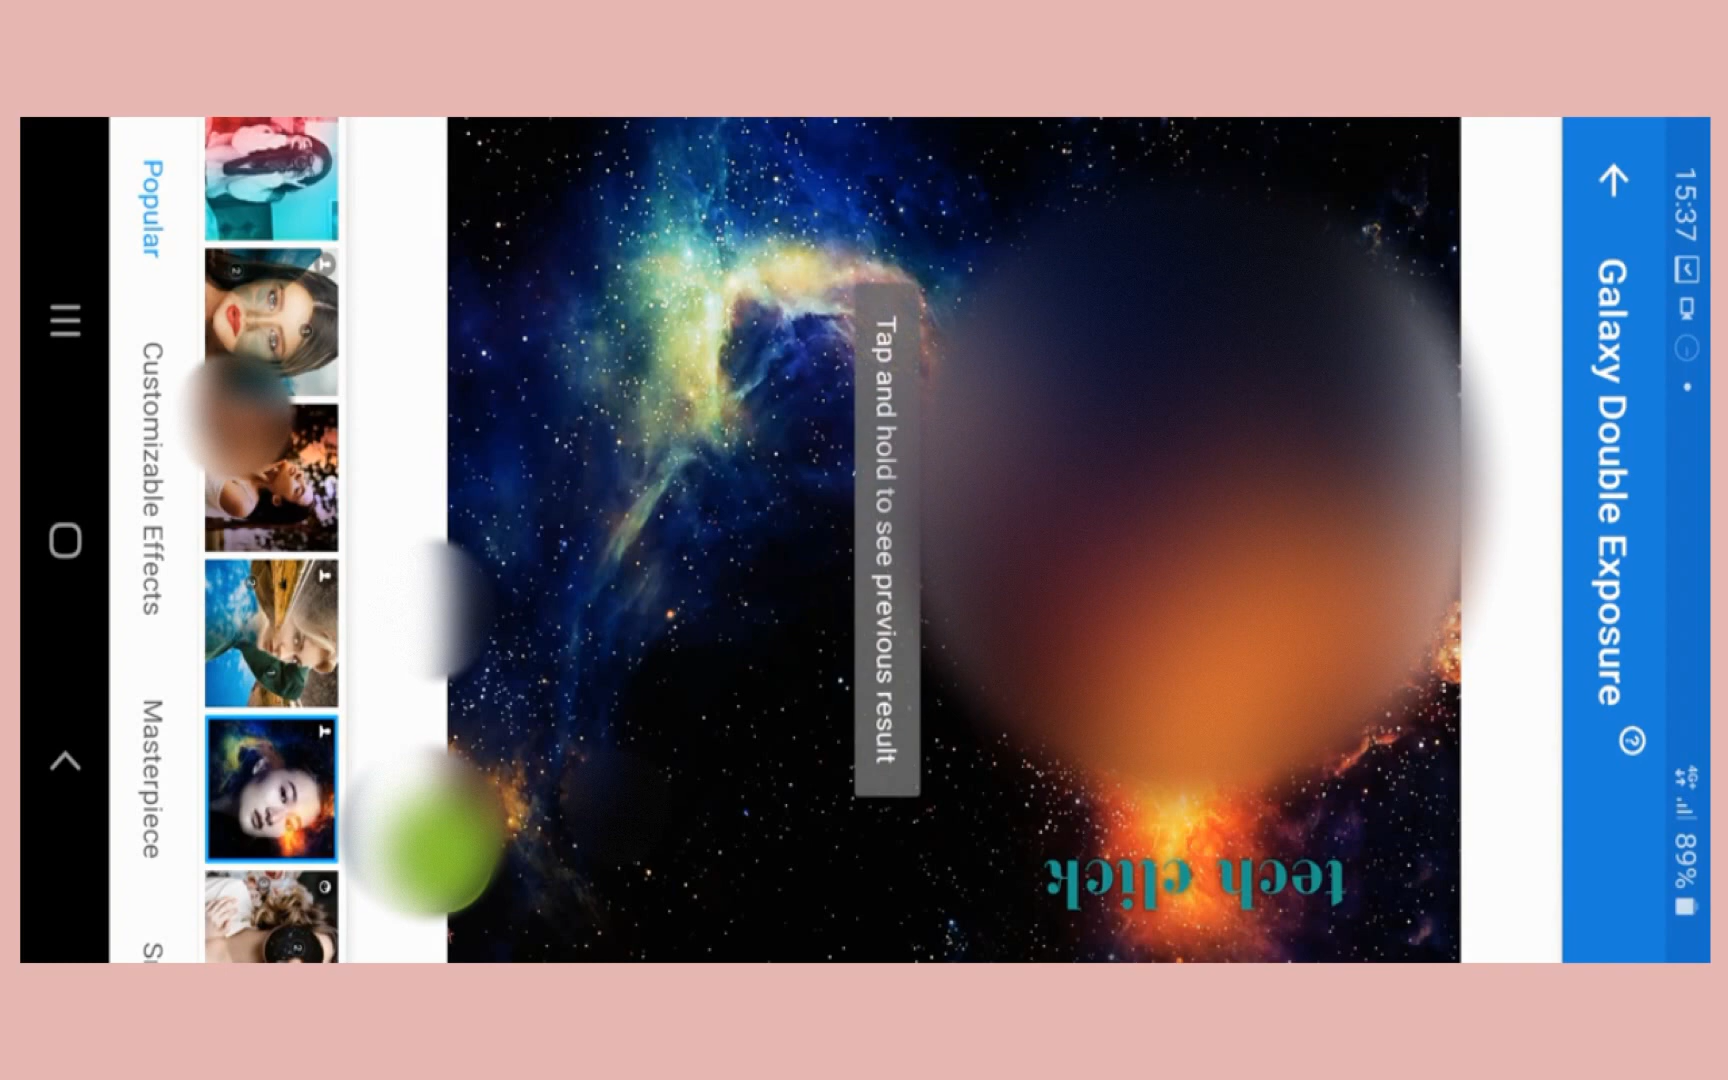 15:37
4G+
89%
Galaxy Double Exposure
?
tech click
Tap and hold to see previous result
Popular
Customizable Effects
Masterpiece